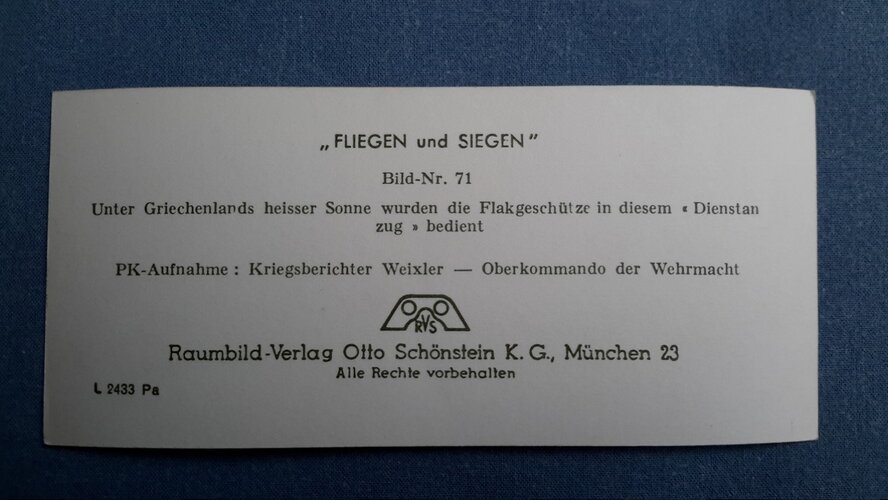 „FLIEGEN und SIEGEN”
Bild-Nr. 71
Unter Griechenlands heisser Sonne wurden die Flakgeschütze in diesem « Dienstan
zug » bedient
PK-Aufnahme : Kriegsberichter Weixler — Oberkommando der Wehrmacht
RVS
Raumbild-Verlag Otto Schönstein K. G., München 23
Alle Rechte vorbehalten
L 2433 Pa